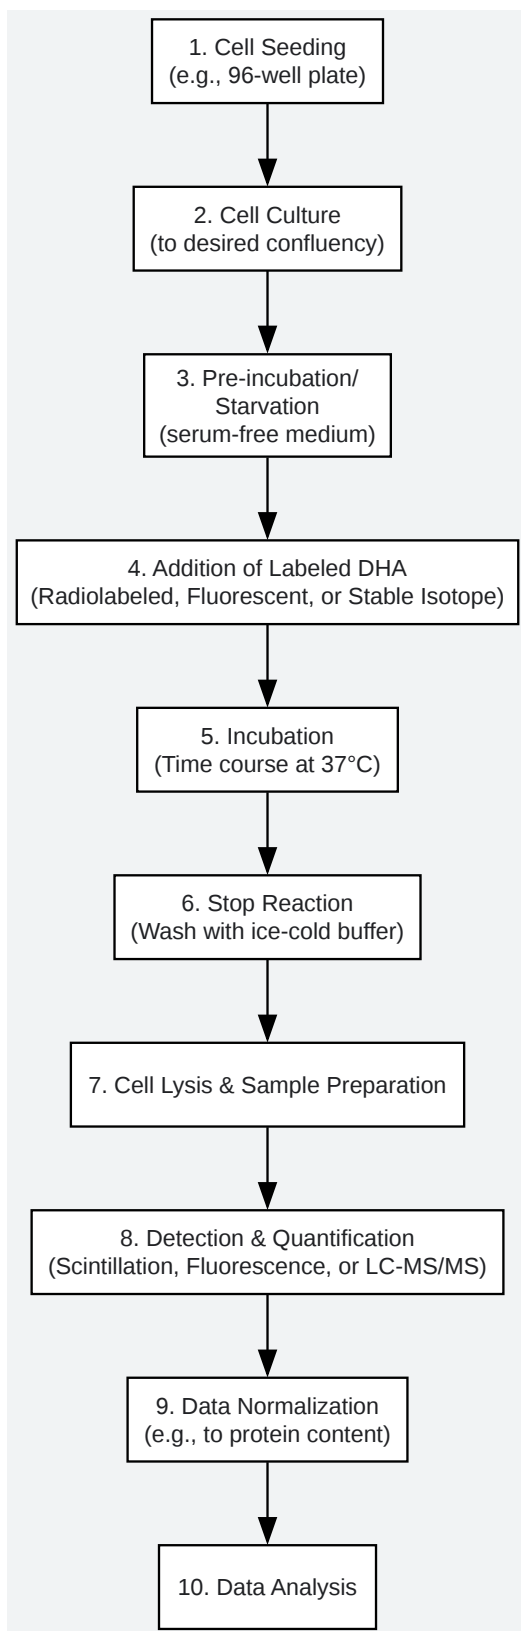 1. Cell Seeding
(e.g., 96-well plate)
2. Cell Culture
(to desired confluency)
3. Pre-incubation/
Starvation
(serum-free medium)
4. Addition of Labeled DHA
(Radiolabeled, Fluorescent, or Stable Isotope)
5. Incubation
(Time course at 37°C)
6. Stop Reaction
(Wash with ice-cold buffer)
7. Cell Lysis & Sample Preparation
8. Detection & Quantification
(Scintillation, Fluorescence, or LC-MS/MS)
9. Data Normalization
(e.g., to protein content)
10. Data Analysis